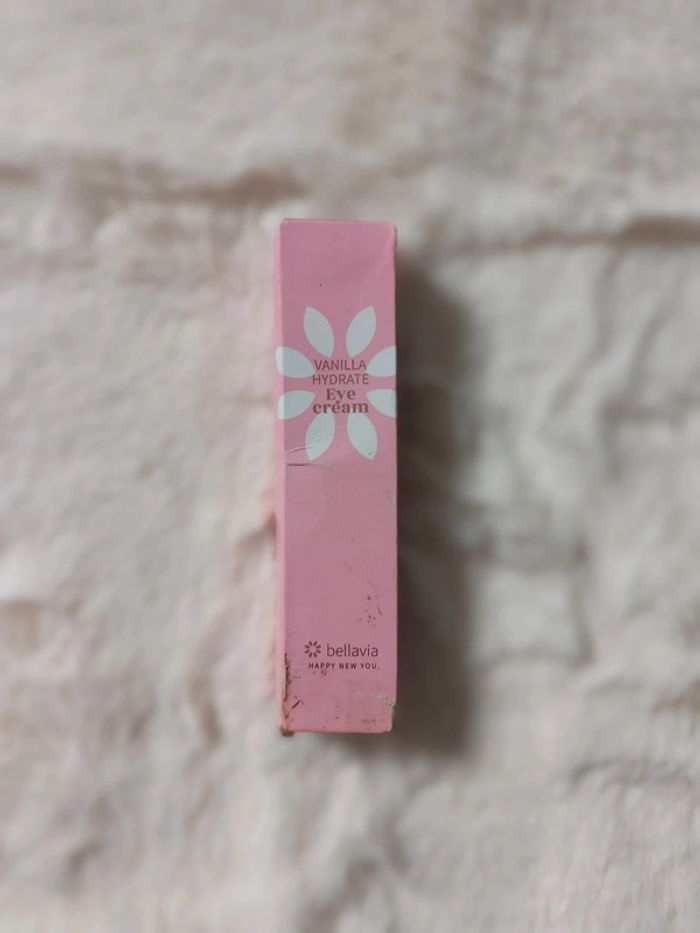 VANILLA
HYDRATE
Eye
cream
bellavia
HAPPY NEW YOU.